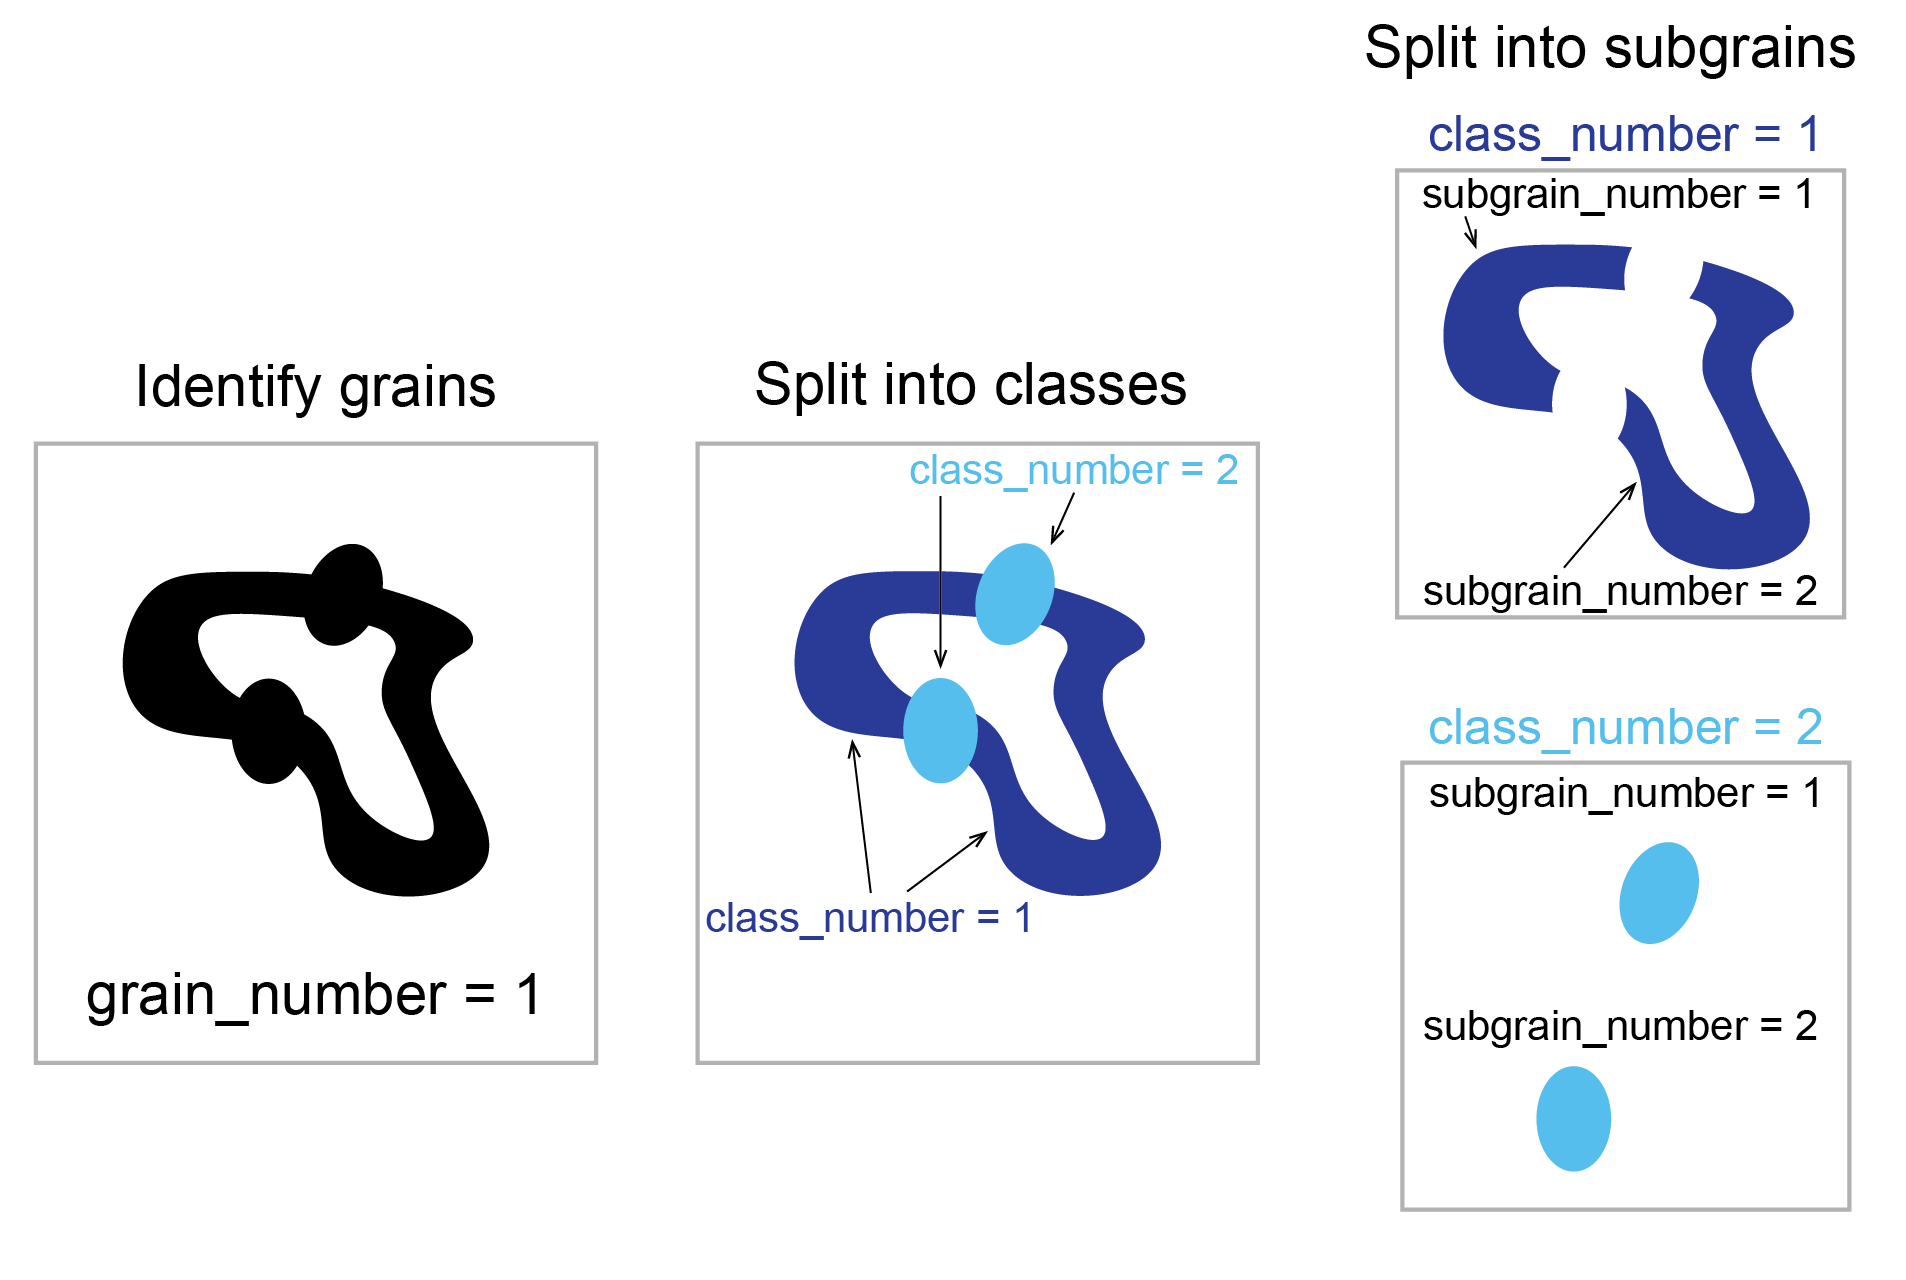 Identify grains
grain_number = 1
Split into classes
class_number = 2
class_number = 1
Split into subgrains
class_number = 1
subgrain_number = 1
subgrain_number = 2
class_number = 2
subgrain_number = 1
subgrain_number = 2